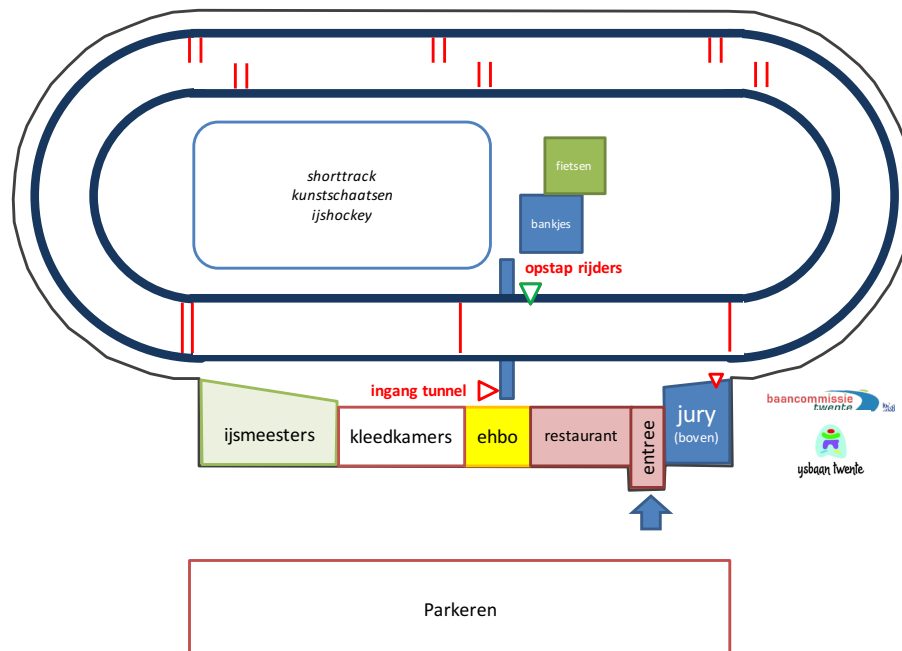 shorttrack
kunstschaatsen
ijshockey
fietsen
bankjes
opstap rijders
ingang tunnel
ijsmeesters
kleedkamers
ehbo
restaurant
entree
jury
(boven)
baancommissie
twente
ysbaan twente
Parkeren